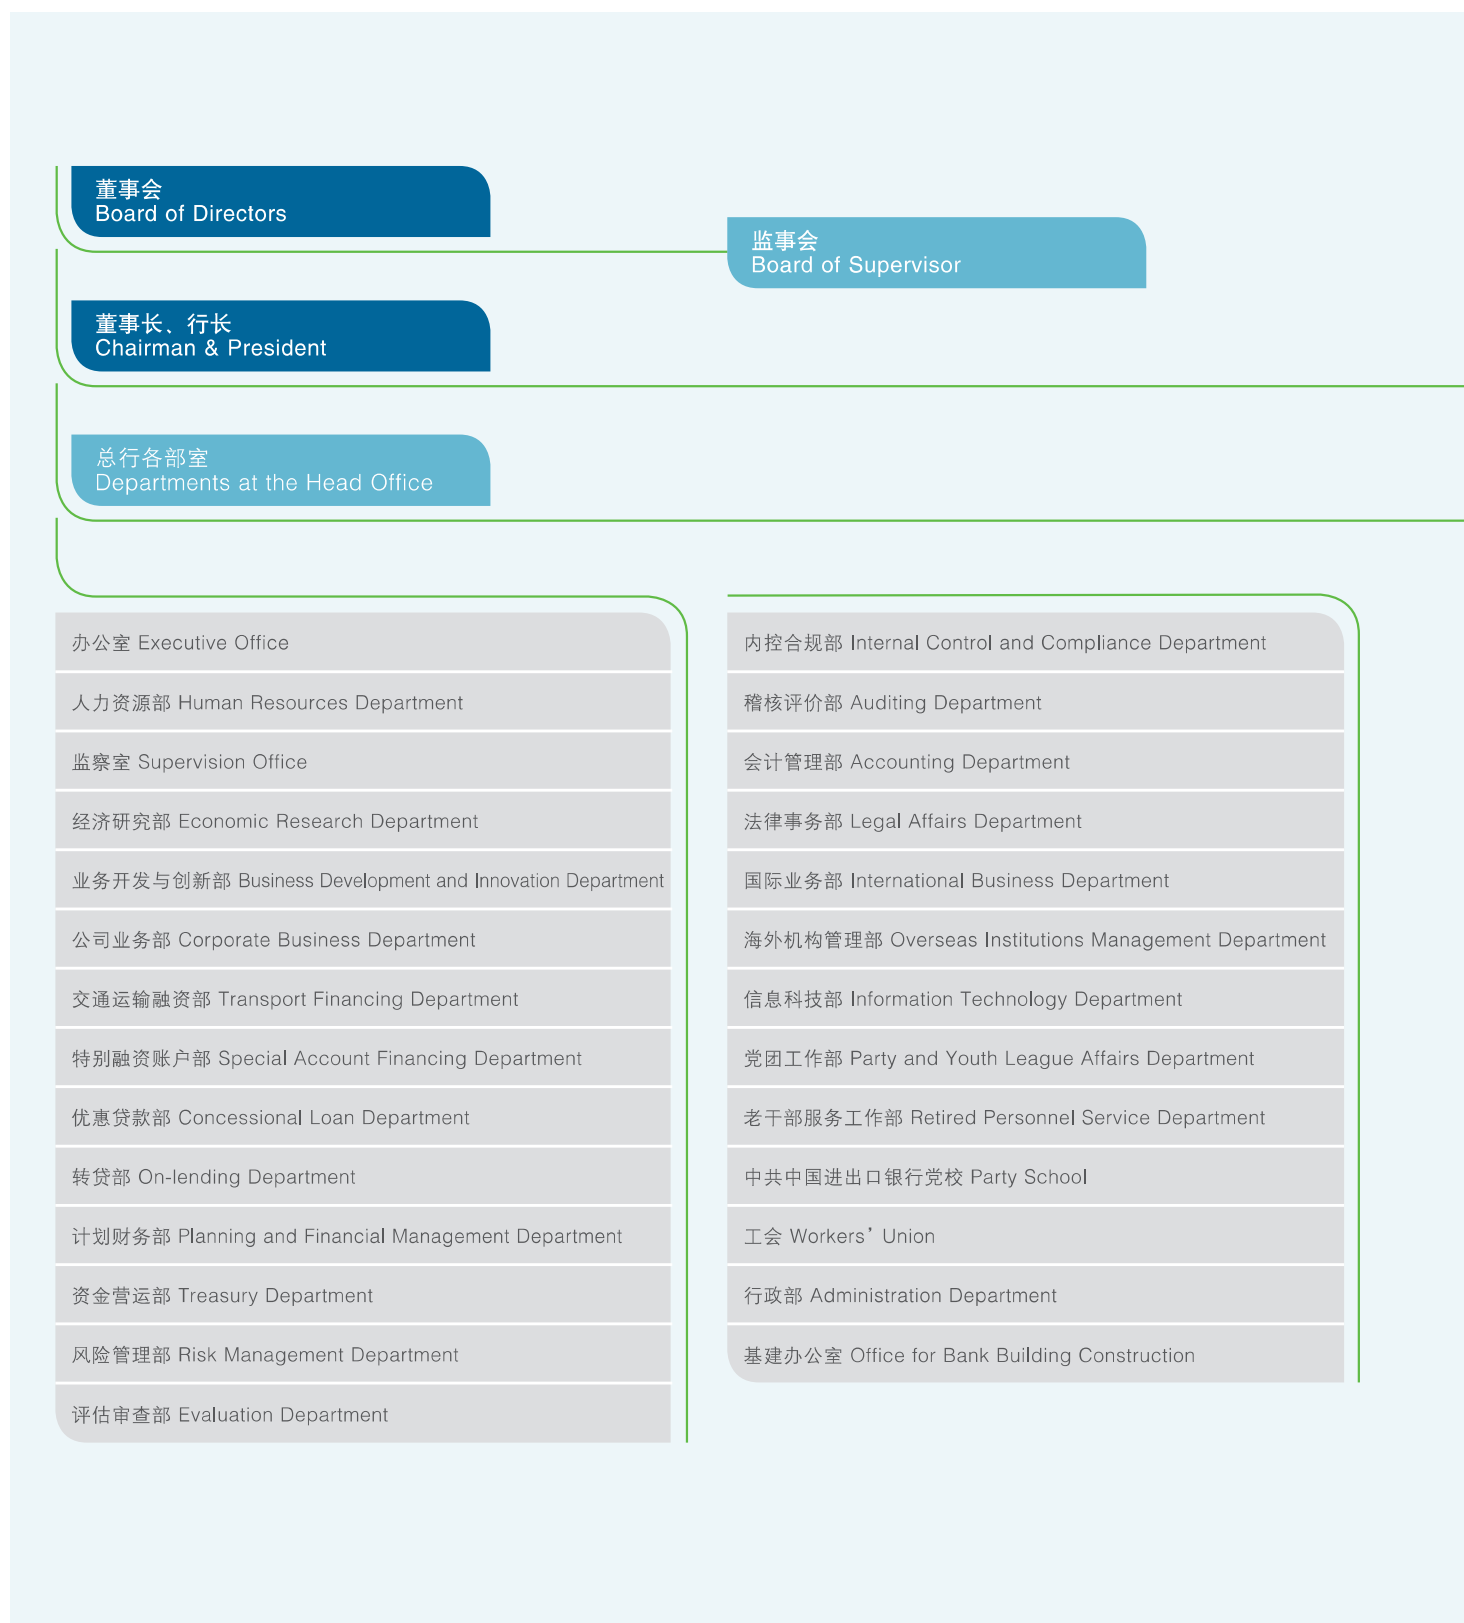 董事会
Board of Directors
监事会
Board of Supervisor
董事长、行长
Chairman & President
总行各部室
Departments at the Head Office
办公室 Executive Office
人力资源部 Human Resources Department
监察室 Supervision Office
经济研究部 Economic Research Department
业务开发与创新部 Business Development and Innovation Department
公司业务部 Corporate Business Department
交通运输融资部 Transport Financing Department
特别融资账户部 Special Account Financing Department
优惠贷款部 Concessional Loan Department
转贷部 On-lending Department
计划财务部 Planning and Financial Management Department
资金营运部 Treasury Department
风险管理部 Risk Management Department
评估审查部 Evaluation Department
内控合规部 Internal Control and Compliance Department
稽核评价部 Auditing Department
会计管理部 Accounting Department
法律事务部 Legal Affairs Department
国际业务部 International Business Department
海外机构管理部 Overseas Institutions Management Department
信息科技部 Information Technology Department
党团工作部 Party and Youth League Affairs Department
老干部服务工作部 Retired Personnel Service Department
中共中国进出口银行党校 Party School
工会 Workers’ Union
行政部 Administration Department
基建办公室 Office for Bank Building Construction